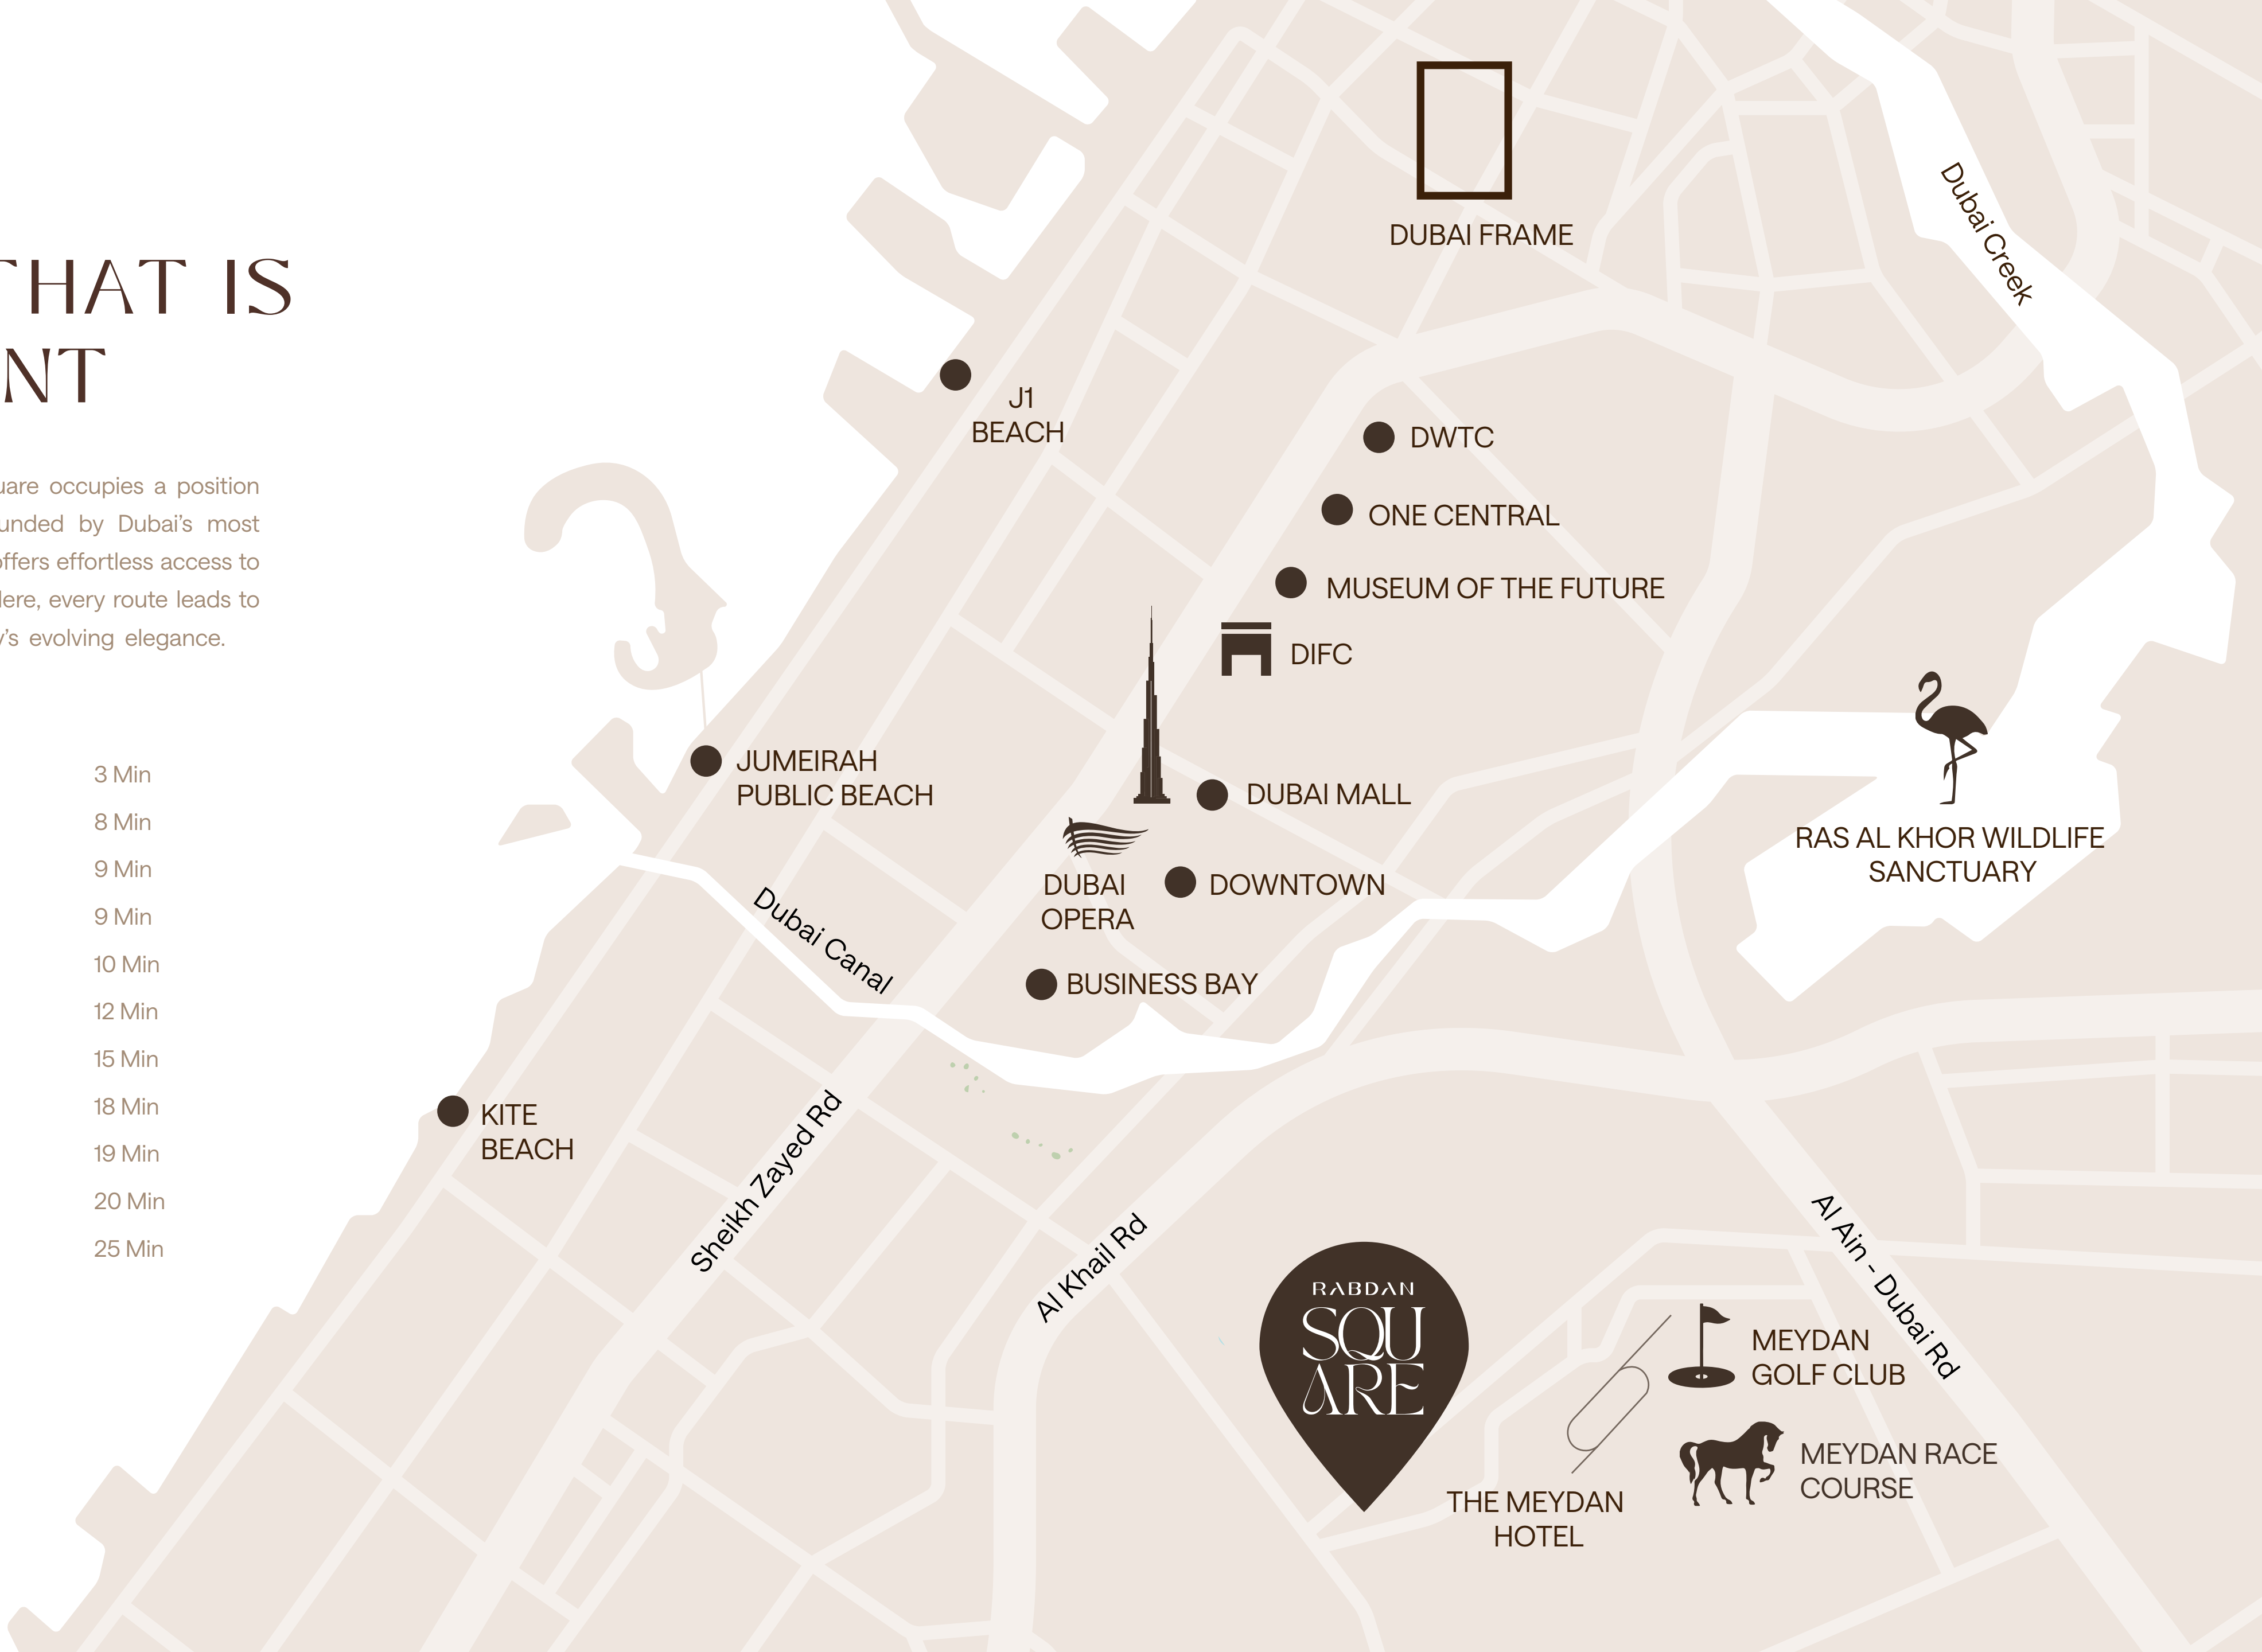 THAT IS
NT
uare occupies a position
unded by Dubai's most
offers effortless access to
Here, every route leads to
y's evolving elegance.
3 Min
8 Min
9 Min
9 Min
10 Min
12 Min
15 Min
18 Min
19 Min
20 Min
25 Min
DUBAI FRAME
Dubai Creek
J1
BEACH
DWTC
ONE CENTRAL
MUSEUM OF THE FUTURE
DIFC
JUMEIRAH
PUBLIC BEACH
DUBAI MALL
RAS AL KHOR WILDLIFE
SANCTUARY
DUBAI
OPERA
DOWNTOWN
Dubai Canal
BUSINESS BAY
KITE
BEACH
Sheikh Zayed Rd
Al Khail Rd
Al Ain - Dubai Rd
RABDAN
SQU
ARE
MEYDAN
GOLF CLUB
MEYDAN RACE
COURSE
THE MEYDAN
HOTEL